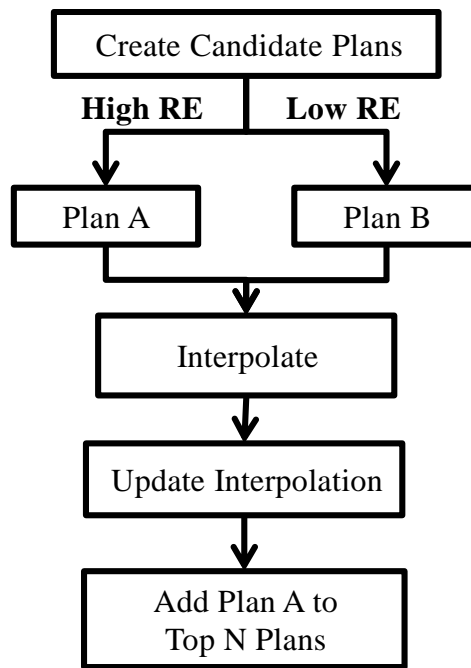 Create Candidate Plans
High RE Low RE
Plan A Plan B
Interpolate
Update Interpolation
Add Plan A to
Top N Plans